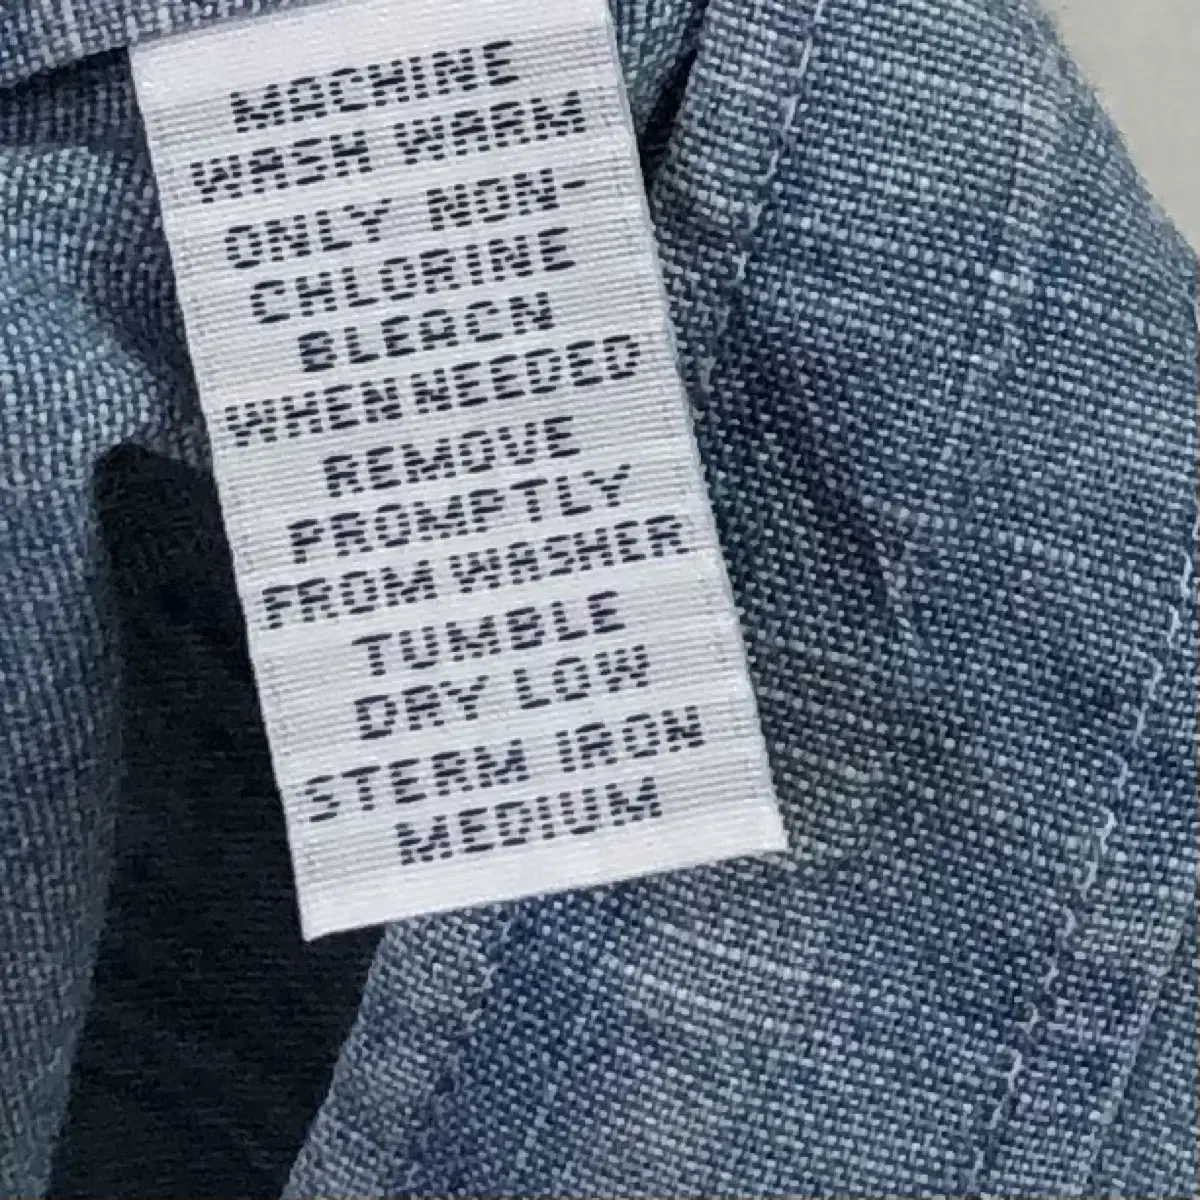 MACHINE
WASH WARM
ONLY NON-
CHLORINE
BLEACH
WHEN NEEDED
REMOVE
PROMPTLY
FROM WASHER
TUMBLE
DRY LOW
STEAM IRON
MEDIUM